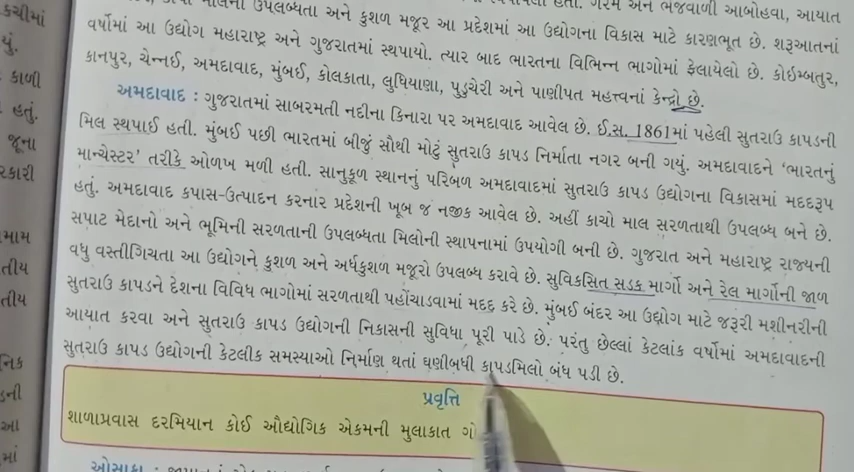 કચીમાં
યું.
કાળી
હતું.
જૂના
રકારી
મામ
તીય
તીય
નિક
ડની
આ
માં
ઉપલબ્ધતા અને કુશળ મજૂર આ પ્રદેશમાં આ ઉદ્યોગના વિકાસ માટે કારણભૂત છે. શરૂઆતનાં
વર્ષોમાં આ ઉદ્યોગ મહારાષ્ટ્ર અને ગુજરાતમાં સ્થપાયો. ત્યાર બાદ ભારતના વિભિન્ન ભાગોમાં ફેલાયેલો છે. કોઇમ્બતુર,
કાનપુર, ચેન્નઈ, અમદાવાદ, મુંબઈ, કોલકાતા, લુધિયાણા, પુડુચેરી અને પાણીપત મહત્ત્વનાં કેન્દ્રો છે.
અમદાવાદ : ગુજરાતમાં સાબરમતી નદીના કિનારા પર અમદાવાદ આવેલ છે. ઈ.સ. 1861માં પહેલી સુતરાઉ કાપડની
મિલ સ્થપાઈ હતી. મુંબઈ પછી ભારતમાં બીજું સૌથી મોટું સુતરાઉ કાપડ નિર્માતા નગર બની ગયું. અમદાવાદને ‘ભારતનું
માન્ચેસ્ટર’ તરીકે ઓળખ મળી હતી. સાનુકૂળ સ્થાનનું પરિબળ અમદાવાદમાં સુતરાઉ કાપડ ઉદ્યોગના વિકાસમાં મદદરૂપ
હતું. અમદાવાદ કપાસ-ઉત્પાદન કરનાર પ્રદેશની ખૂબ જ નજીક આવેલ છે. અહીં કાચો માલ સરળતાથી ઉપલબ્ધ બને છે.
સપાટ મેદાનો અને ભૂમિની સરળતાની ઉપલબ્ધતા મિલોની સ્થાપનામાં ઉપયોગી બની છે. ગુજરાત અને મહારાષ્ટ્ર રાજ્યની
વધુ વસ્તીગિચતા આ ઉદ્યોગને કુશળ અને અર્ધકુશળ મજૂરો ઉપલબ્ધ કરાવે છે. સુવિકસિત સડક માર્ગો અને રેલ માર્ગોની જાળ
સુતરાઉ કાપડને દેશના વિવિધ ભાગોમાં સરળતાથી પહોંચાડવામાં મદદ કરે છે. મુંબઈ બંદર આ ઉદ્યોગ માટે જરૂરી મશીનરીની
આયાત કરવા અને સુતરાઉ કાપડ ઉદ્યોગની નિકાસની સુવિધા પૂરી પાડે છે. પરંતુ છેલ્લાં કેટલાંક વર્ષોમાં અમદાવાદની
સુતરાઉ કાપડ ઉદ્યોગની કેટલીક સમસ્યાઓ નિર્માણ થતાં ઘણીબધી કાપડમિલો બંધ પડી છે.
પ્રવૃત્તિ
શાળાપ્રવાસ દરમિયાન કોઈ ઔદ્યોગિક એકમની મુલાકાત ગો